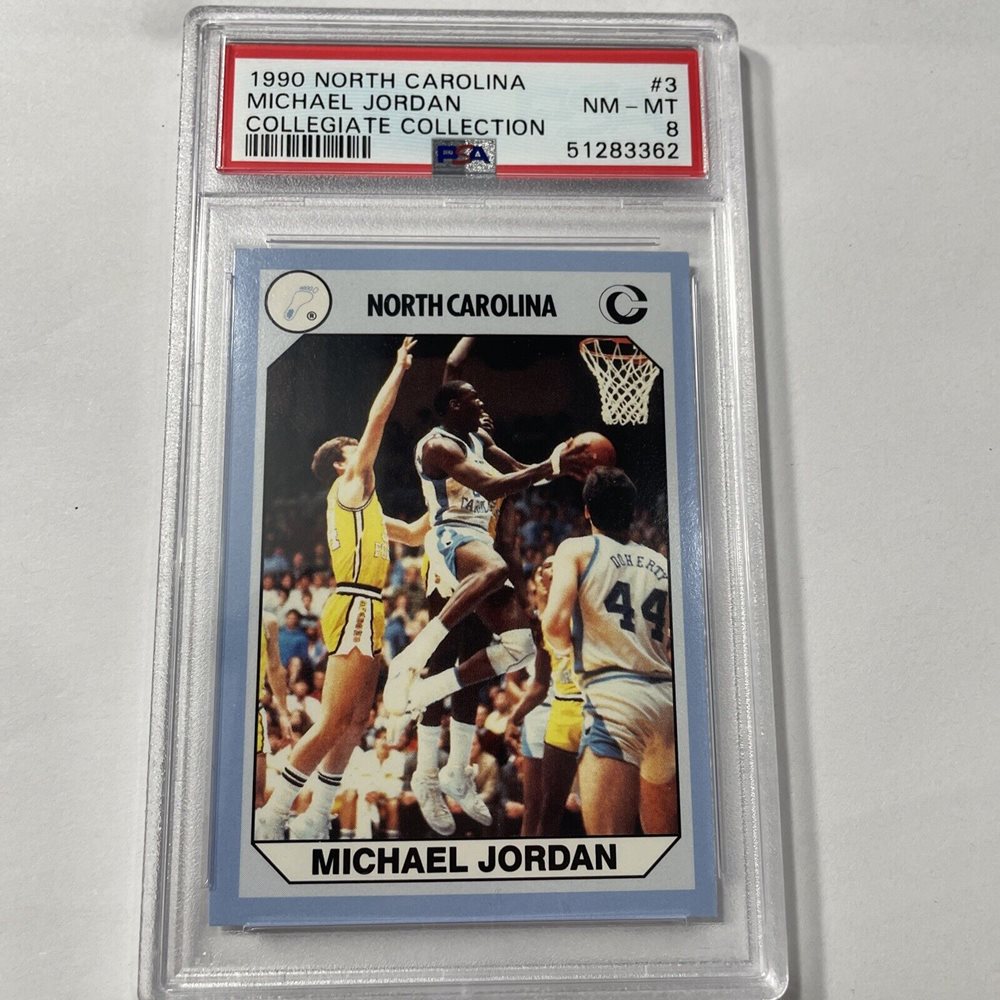 1990 NORTH CAROLINA #3
MICHAEL JORDAN NM - MT
COLLEGIATE COLLECTION 8
PSA 51283362
NORTH CAROLINA
®
DOHERTY
44
MICHAEL JORDAN